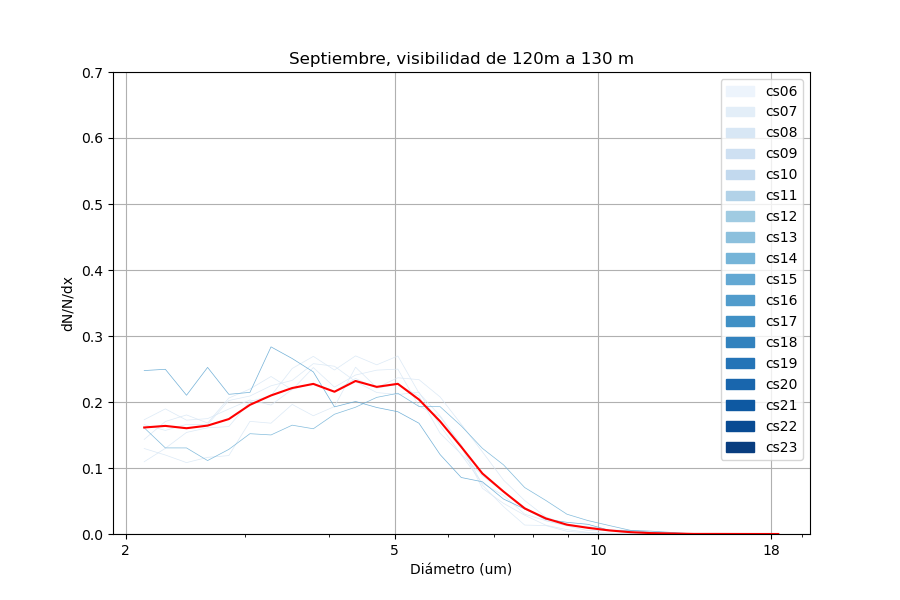 Septiembre, visibilidad de 120m a 130 m
dN/N/dx
0.7
0.6
0.5
0.4
0.3
0.2
0.1
0.0
2
5
10
18
Diámetro (um)
cs06
cs07
cs08
cs09
cs10
cs11
cs12
cs13
cs14
cs15
cs16
cs17
cs18
cs19
cs20
cs21
cs22
cs23